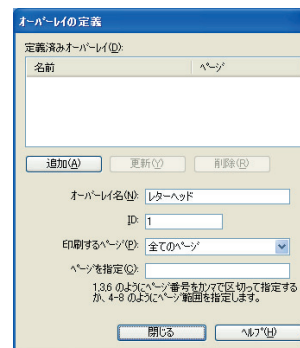 オーバーレイの定義
定義済みオーバーレイ(D):
名前 ページ
追加(A) 更新(Y) 削除(R)
オーバーレイ名(N): レターヘッド
ID: 1
印刷するページ(P): 全てのページ
ページを指定(C):
1,3,6 のようにページ番号をカンマで区切って指定する
か、4-8 のようにページ範囲を指定します。
閉じる ヘルプ(H)